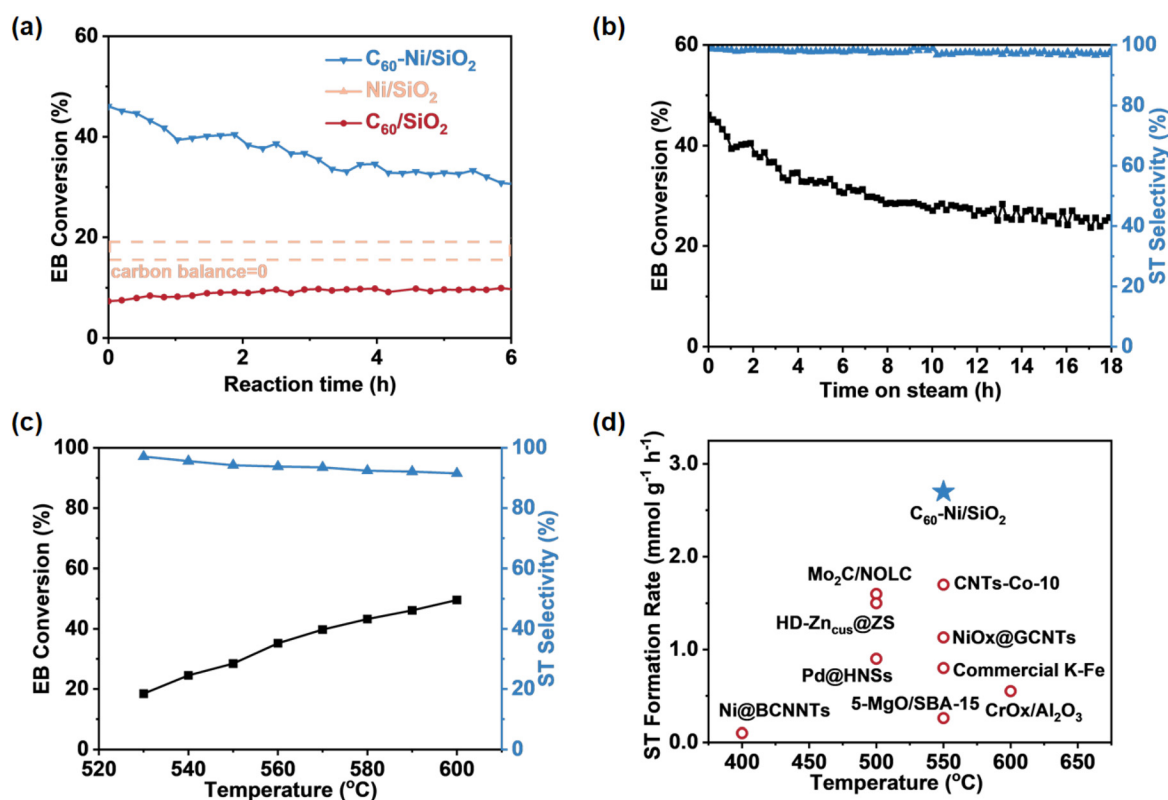 (a)
60
40
20
0
EB Conversion (%)
C₆₀-Ni/SiO₂
Ni/SiO₂
C₆₀/SiO₂
carbon balance=0
0 2 4 6
Reaction time (h)
(b)
60
40
20
0
EB Conversion (%)
100
80
60
40
20
0
ST Selectivity (%)
0 2 4 6 8 10 12 14 16 18
Time on steam (h)
(c)
100
80
60
40
20
0
EB Conversion (%)
100
80
60
40
20
0
ST Selectivity (%)
520 540 560 580 600
Temperature (°C)
(d)
3.0
2.0
1.0
0.0
ST Formation Rate (mmol g⁻¹ h⁻¹)
C₆₀-Ni/SiO₂
Mo₂C/NOLC
CNTs-Co-10
HD-Zn_cus@ZS
NiOx@GCNTs
Pd@HNSs
Commercial K-Fe
5-MgO/SBA-15
Ni@BCNNTs
CrOx/Al₂O₃
400 450 500 550 600 650
Temperature (°C)